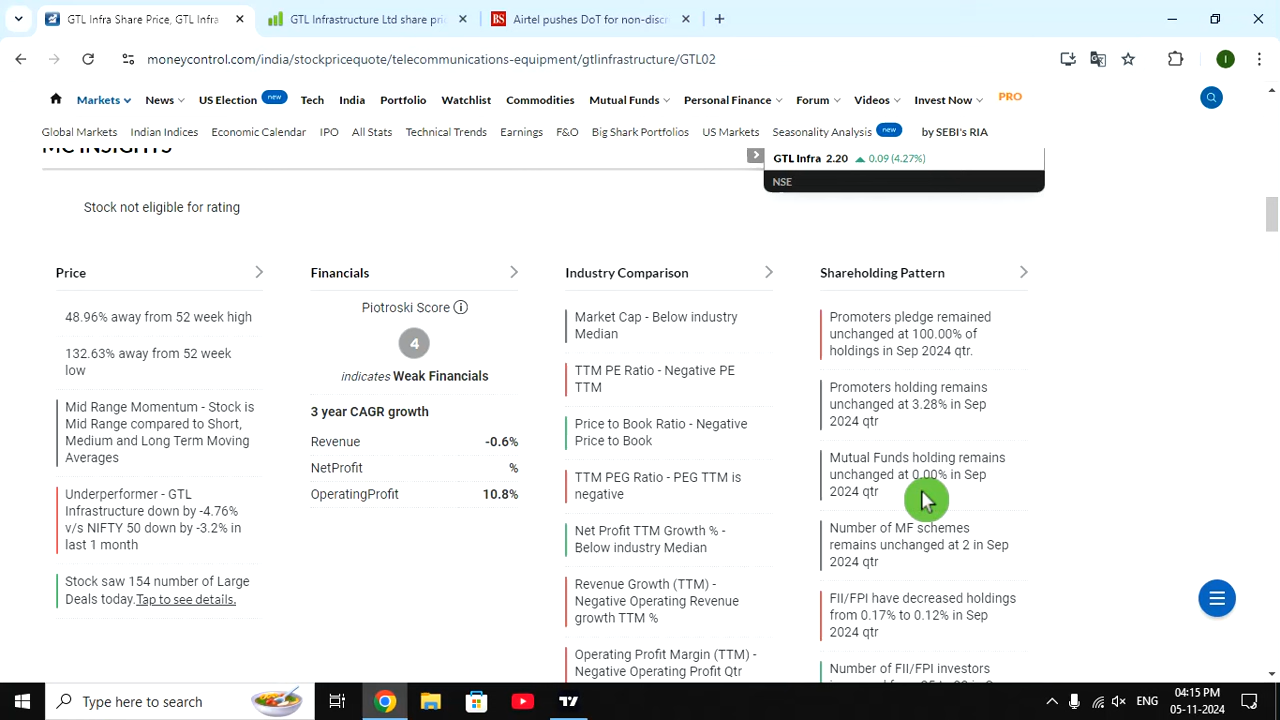 GTL Infra Share Price, GTL Infra
GTL Infrastructure Ltd share pric
BS Airtel pushes DoT for non-discr
moneycontrol.com/india/stockpricequote/telecommunications-equipment/gtlinfrastructure/GTL02
I
Markets News US Election new Tech India Portfolio Watchlist Commodities Mutual Funds Personal Finance Forum Videos Invest Now PRO
Global Markets Indian Indices Economic Calendar IPO All Stats Technical Trends Earnings F&O Big Shark Portfolios US Markets Seasonality Analysis new by SEBI's RIA
MC INSIGHTS
GTL Infra 2.20 0.09 (4.27%)
NSE
Stock not eligible for rating
Price
48.96% away from 52 week high
132.63% away from 52 week
low
Mid Range Momentum - Stock is
Mid Range compared to Short,
Medium and Long Term Moving
Averages
Underperformer - GTL
Infrastructure down by -4.76%
v/s NIFTY 50 down by -3.2% in
last 1 month
Stock saw 154 number of Large
Deals today.Tap to see details.
Financials
Piotroski Score
4
indicates Weak Financials
3 year CAGR growth
Revenue -0.6%
NetProfit %
OperatingProfit 10.8%
Industry Comparison
Market Cap - Below industry
Median
TTM PE Ratio - Negative PE
TTM
Price to Book Ratio - Negative
Price to Book
TTM PEG Ratio - PEG TTM is
negative
Net Profit TTM Growth % -
Below industry Median
Revenue Growth (TTM) -
Negative Operating Revenue
growth TTM %
Operating Profit Margin (TTM) -
Negative Operating Profit Qtr
Shareholding Pattern
Promoters pledge remained
unchanged at 100.00% of
holdings in Sep 2024 qtr.
Promoters holding remains
unchanged at 3.28% in Sep
2024 qtr
Mutual Funds holding remains
unchanged at 0.00% in Sep
2024 qtr
Number of MF schemes
remains unchanged at 2 in Sep
2024 qtr
FII/FPI have decreased holdings
from 0.17% to 0.12% in Sep
2024 qtr
Number of FII/FPI investors
Type here to search
ENG
04:15 PM
05-11-2024